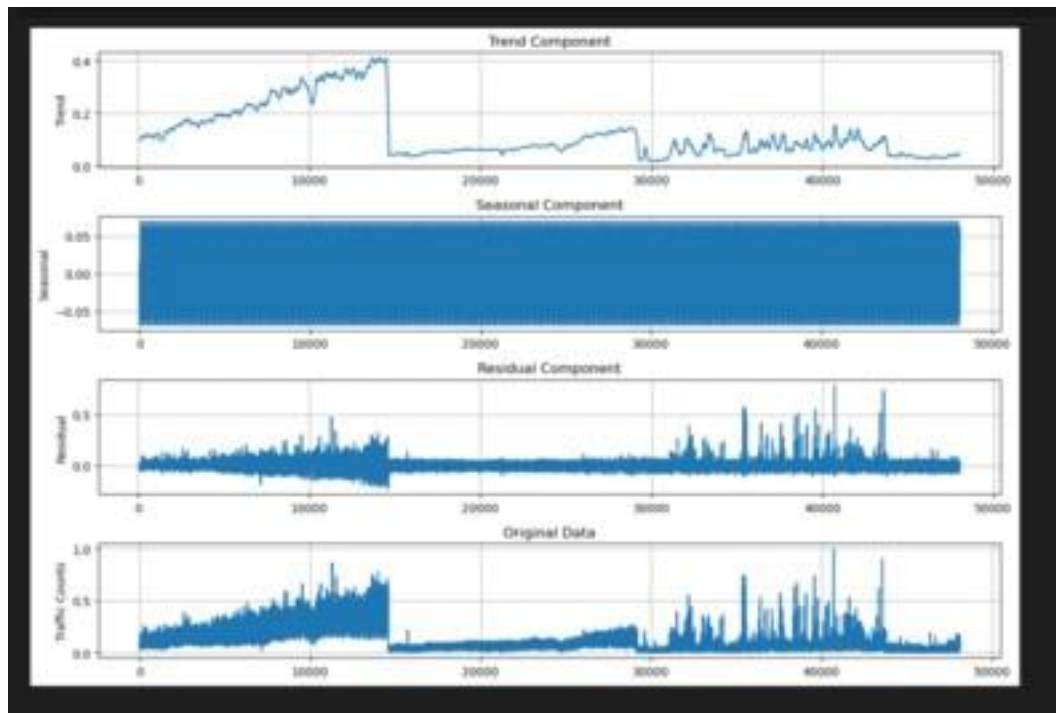 Trend Component
Trend
0.4
0.2
0.0
0 10000 20000 30000 40000 50000
Seasonal Component
Seasonal
0.05
0.00
−0.05
0 10000 20000 30000 40000 50000
Residual Component
Residual
0.5
0.0
0 10000 20000 30000 40000 50000
Original Data
Traffic Counts
1.0
0.5
0.0
0 10000 20000 30000 40000 50000